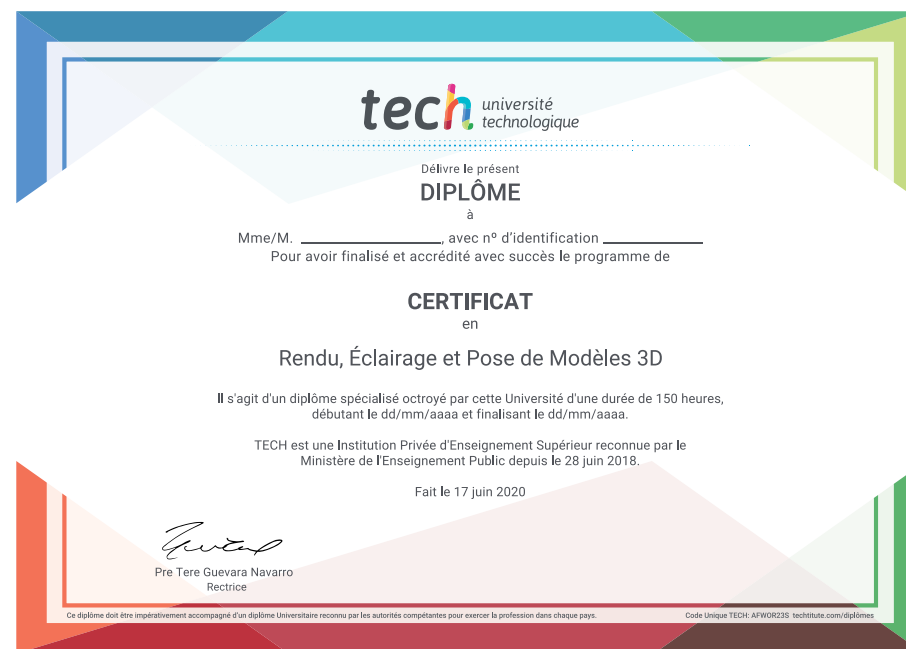 tech université
technologique
Délivre le présent
DIPLÔME
à
Mme/M. ____________________, avec nº d'identification ______________
Pour avoir finalisé et accrédité avec succès le programme de
CERTIFICAT
en
Rendu, Éclairage et Pose de Modèles 3D
Il s'agit d'un diplôme spécialisé octroyé par cette Université d'une durée de 150 heures,
débutant le dd/mm/aaaa et finalisant le dd/mm/aaaa.
TECH est une Institution Privée d'Enseignement Supérieur reconnue par le
Ministère de l'Enseignement Public depuis le 28 juin 2018.
Fait le 17 juin 2020
Pre Tere Guevara Navarro
Rectrice
Ce diplôme doit être impérativement accompagné d'un diplôme Universitaire reconnu par les autorités compétantes pour exercer la profession dans chaque pays.
Code Unique TECH: AFWOR23S techtitute.com/diplômes